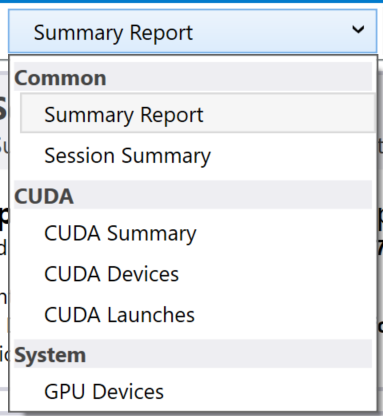 Summary Report
Common
Summary Report
Session Summary
CUDA
CUDA Summary
CUDA Devices
CUDA Launches
System
GPU Devices